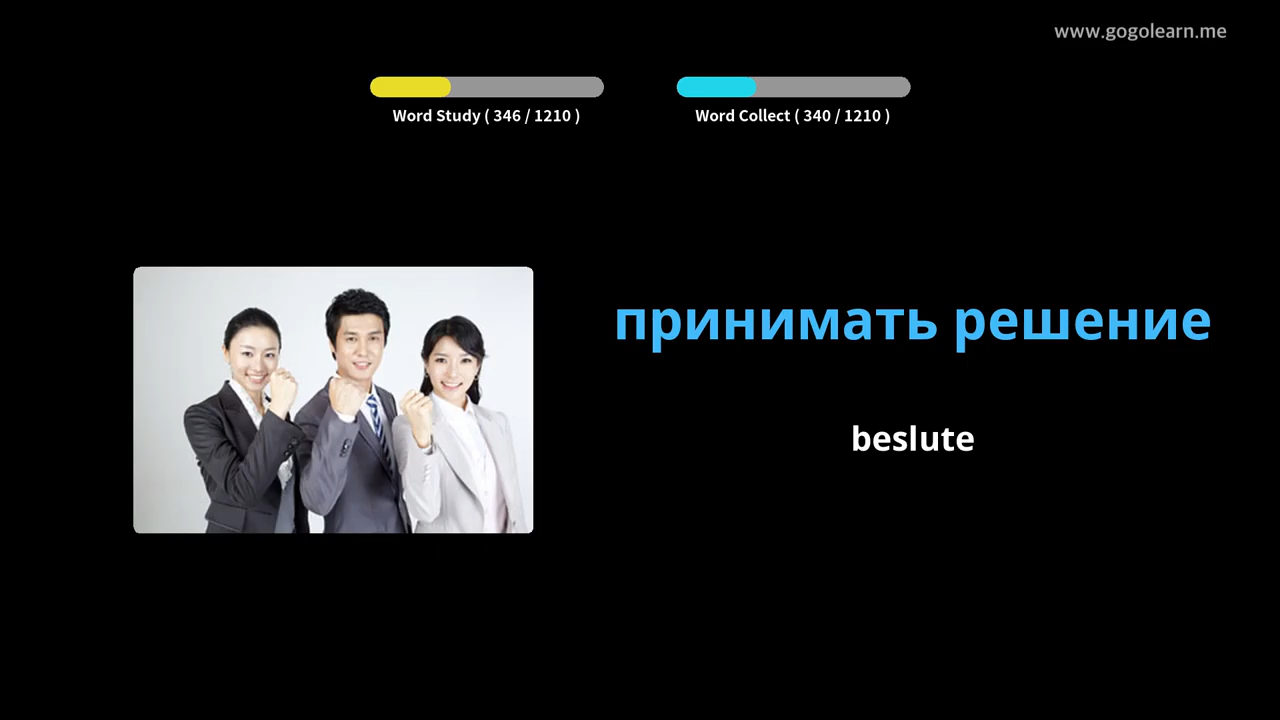 www.gogolearn.me
Word Study ( 346 / 1210 )
Word Collect ( 340 / 1210 )
принимать решение
beslute